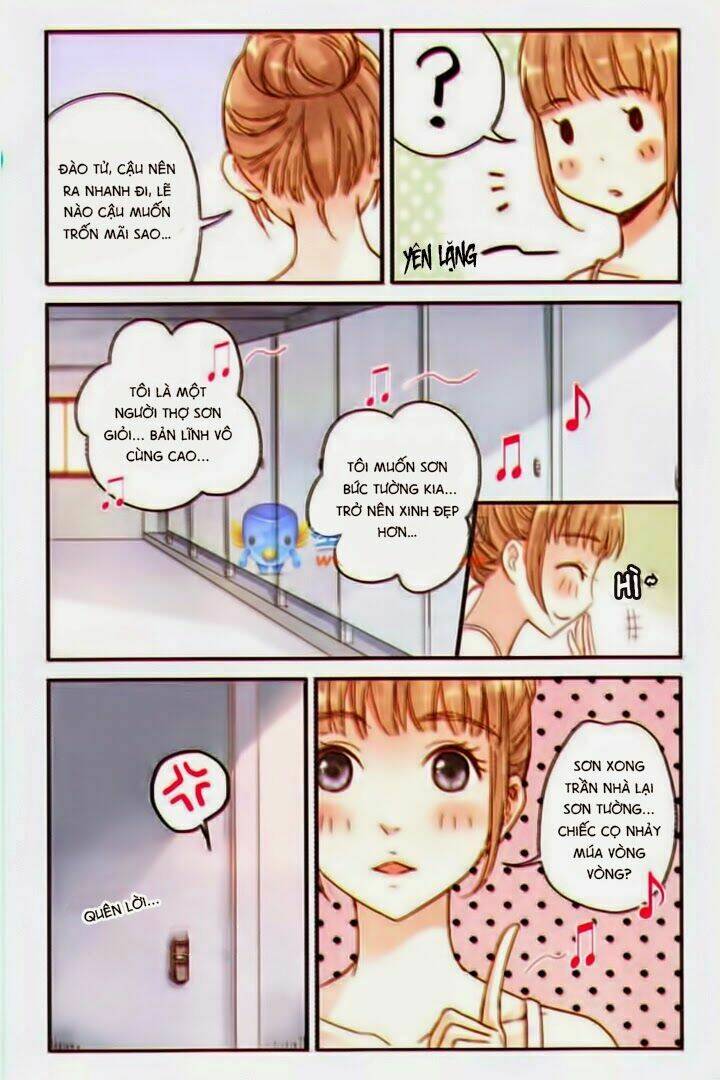 ĐÀO TỬ, CẬU NÊN
RA NHANH ĐI, LẼ
NÀO CẬU MUỐN
TRỐN MÃI SAO...
?
YÊN LẶNG
TÔI LÀ MỘT
NGƯỜI THỢ SƠN
GIỎI... BẢN LĨNH VÔ
CÙNG CAO...
TÔI MUỐN SƠN
BỨC TƯỜNG KIA...
TRỞ NÊN XINH ĐẸP
HƠN...
HÌ
QUÊN LỜI...
SƠN XONG
TRẦN NHÀ LẠI
SƠN TƯỜNG...
CHIẾC CỌ NHẢY
MÚA VÒNG
VÒNG?